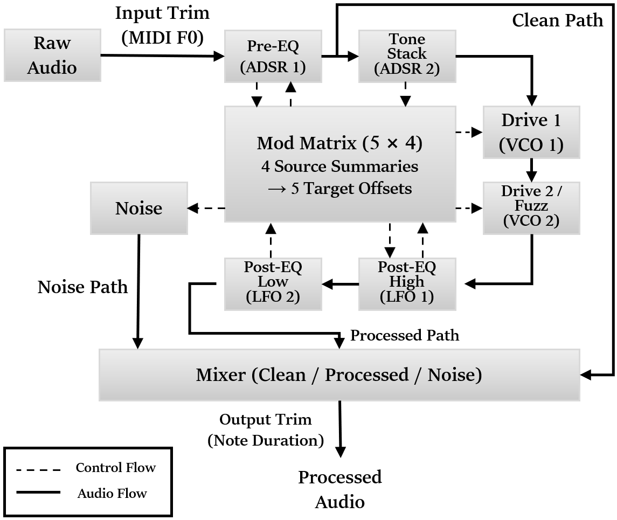 Input Trim
(MIDI F0)
Clean Path
Raw
Audio
Pre-EQ
(ADSR 1)
Tone
Stack
(ADSR 2)
Mod Matrix (5 × 4)
4 Source Summaries
→ 5 Target Offsets
Drive 1
(VCO 1)
Noise
Drive 2 /
Fuzz
(VCO 2)
Noise Path
Post-EQ
Low
(LFO 2)
Post-EQ
High
(LFO 1)
Processed Path
Mixer (Clean / Processed / Noise)
Output Trim
(Note Duration)
Processed
Audio
Control Flow
Audio Flow